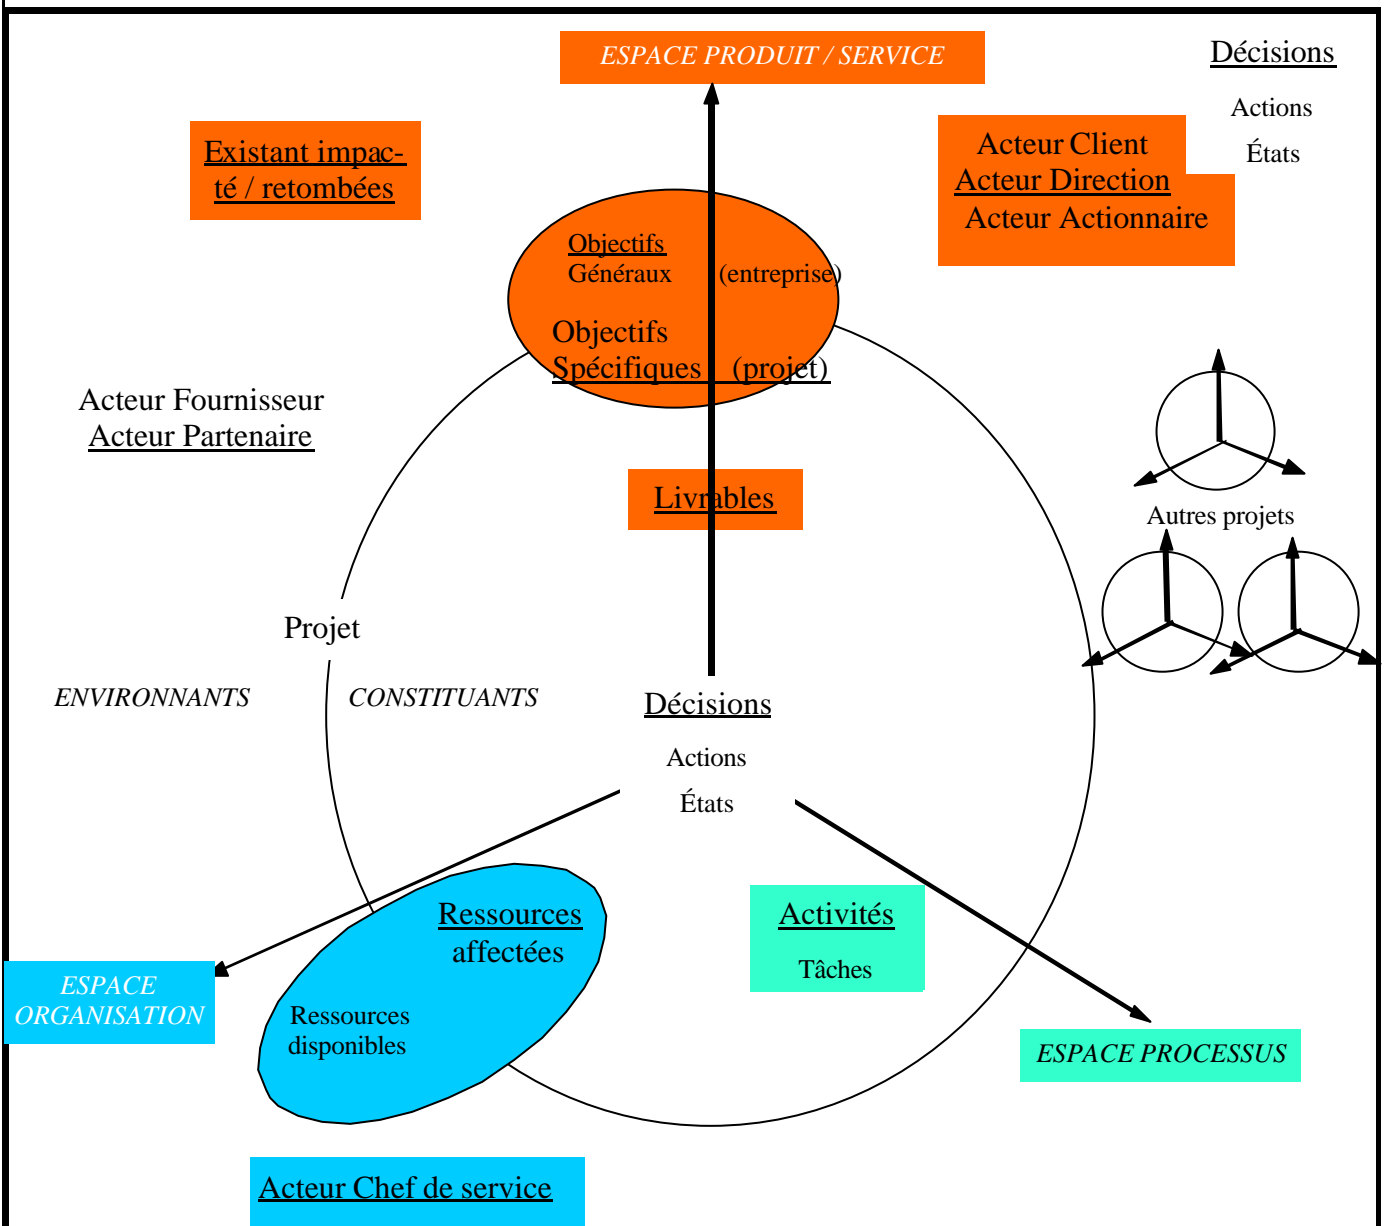 ESPACE PRODUIT / SERVICE
Décisions
Actions
États
Existant impac-
té / retombées
Acteur Client
Acteur Direction
Acteur Actionnaire
Objectifs
Généraux (entreprise)
Objectifs
Spécifiques (projet)
Acteur Fournisseur
Acteur Partenaire
Livrables
Autres projets
Projet
ENVIRONNANTS
CONSTITUANTS
Décisions
Actions
États
Ressources
affectées
Ressources
disponibles
Activités
Tâches
ESPACE
ORGANISATION
ESPACE PROCESSUS
Acteur Chef de service